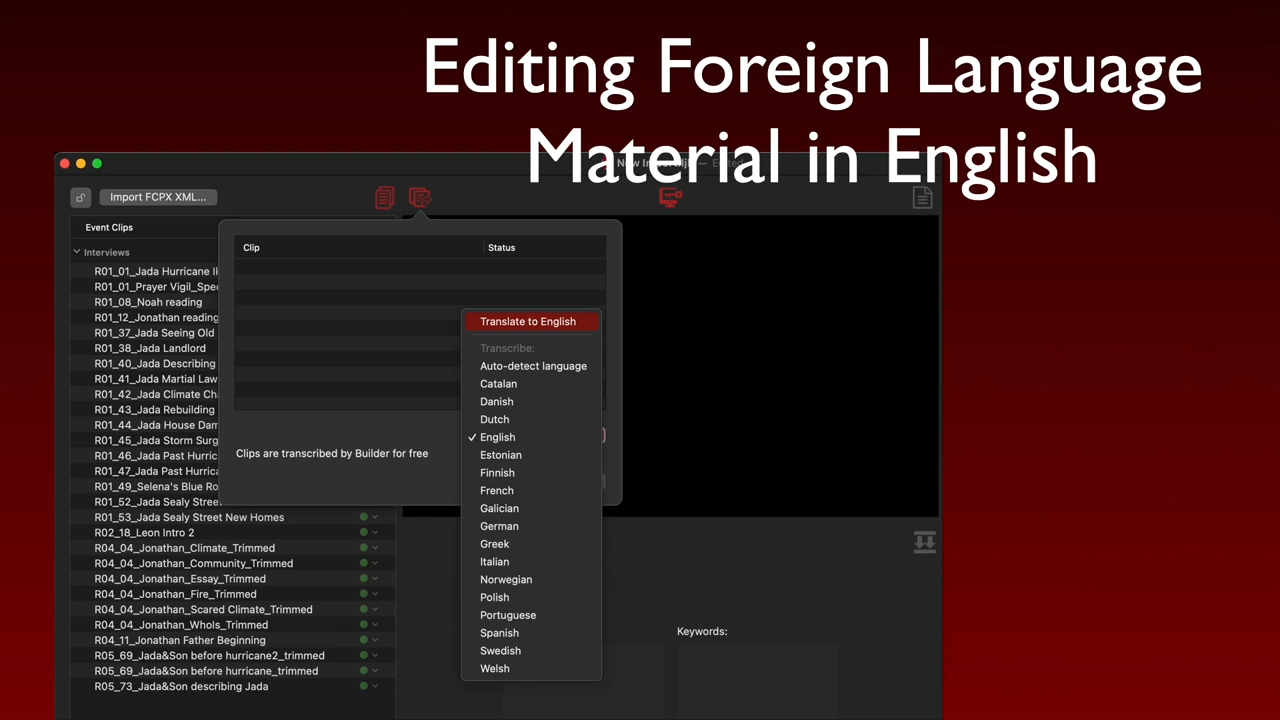 Editing Foreign Language
Material in English
Import FCPX XML...
Event Clips
Interviews
R01_01_Jada Hurricane
R01_01_Prayer Vigil_Spe
R01_08_Noah reading
R01_12_Jonathan reading
R01_37_Jada Seeing Old
R01_38_Jada Landlord
R01_40_Jada Describing
R01_41_Jada Martial Law
R01_42_Jada Climate Ch
R01_43_Jada Rebuilding
R01_44_Jada House Dam
R01_45_Jada Storm Surg
R01_46_Jada Past Hurric
R01_47_Jada Past Hurric
R01_49_Selena's Blue Ro
R01_52_Jada Sealy Street
R01_53_Jada Sealy Street New Homes
R02_18_Leon Intro 2
R04_04_Jonathan_Climate_Trimmed
R04_04_Jonathan_Community_Trimmed
R04_04_Jonathan_Essay_Trimmed
R04_04_Jonathan_Fire_Trimmed
R04_04_Jonathan_Scared Climate_Trimmed
R04_04_Jonathan_WhoIs_Trimmed
R04_11_Jonathan Father Beginning
R05_69_Jada&Son before hurricane2_trimmed
R05_69_Jada&Son before hurricane_trimmed
R05_73_Jada&Son describing Jada
Clip
Status
Clips are transcribed by Builder for free
Translate to English
Transcribe:
Auto-detect language
Catalan
Danish
Dutch
✓ English
Estonian
Finnish
French
Galician
German
Greek
Italian
Norwegian
Polish
Portuguese
Spanish
Swedish
Welsh
Keywords: